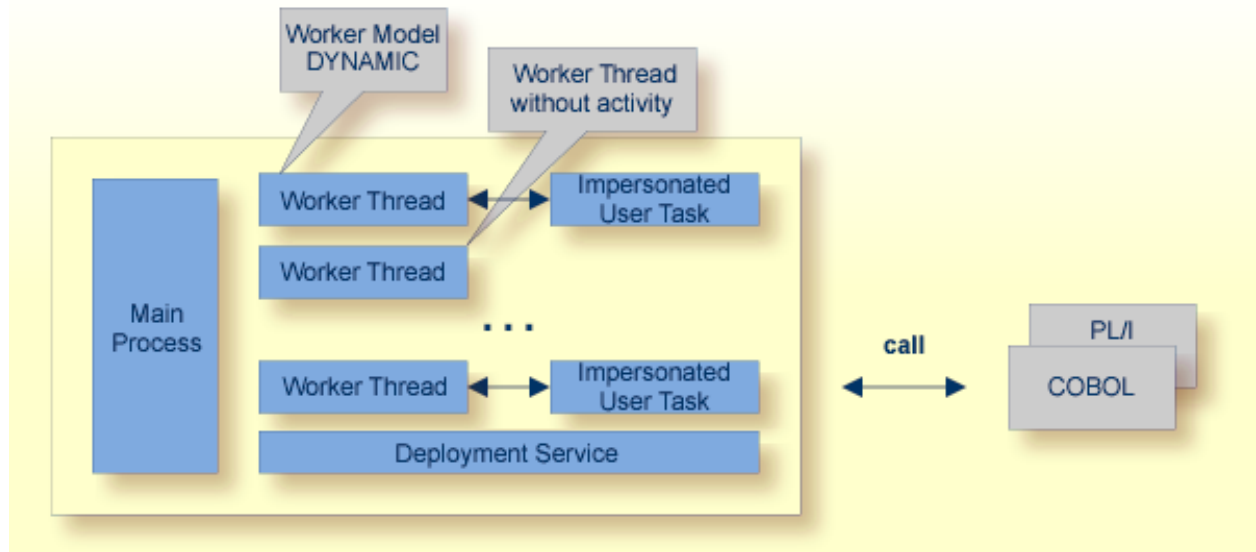 Worker Model
DYNAMIC
Worker Thread
without activity
Main
Process
Worker Thread
Impersonated
User Task
Worker Thread
...
Worker Thread
Impersonated
User Task
Deployment Service
call
PL/I
COBOL